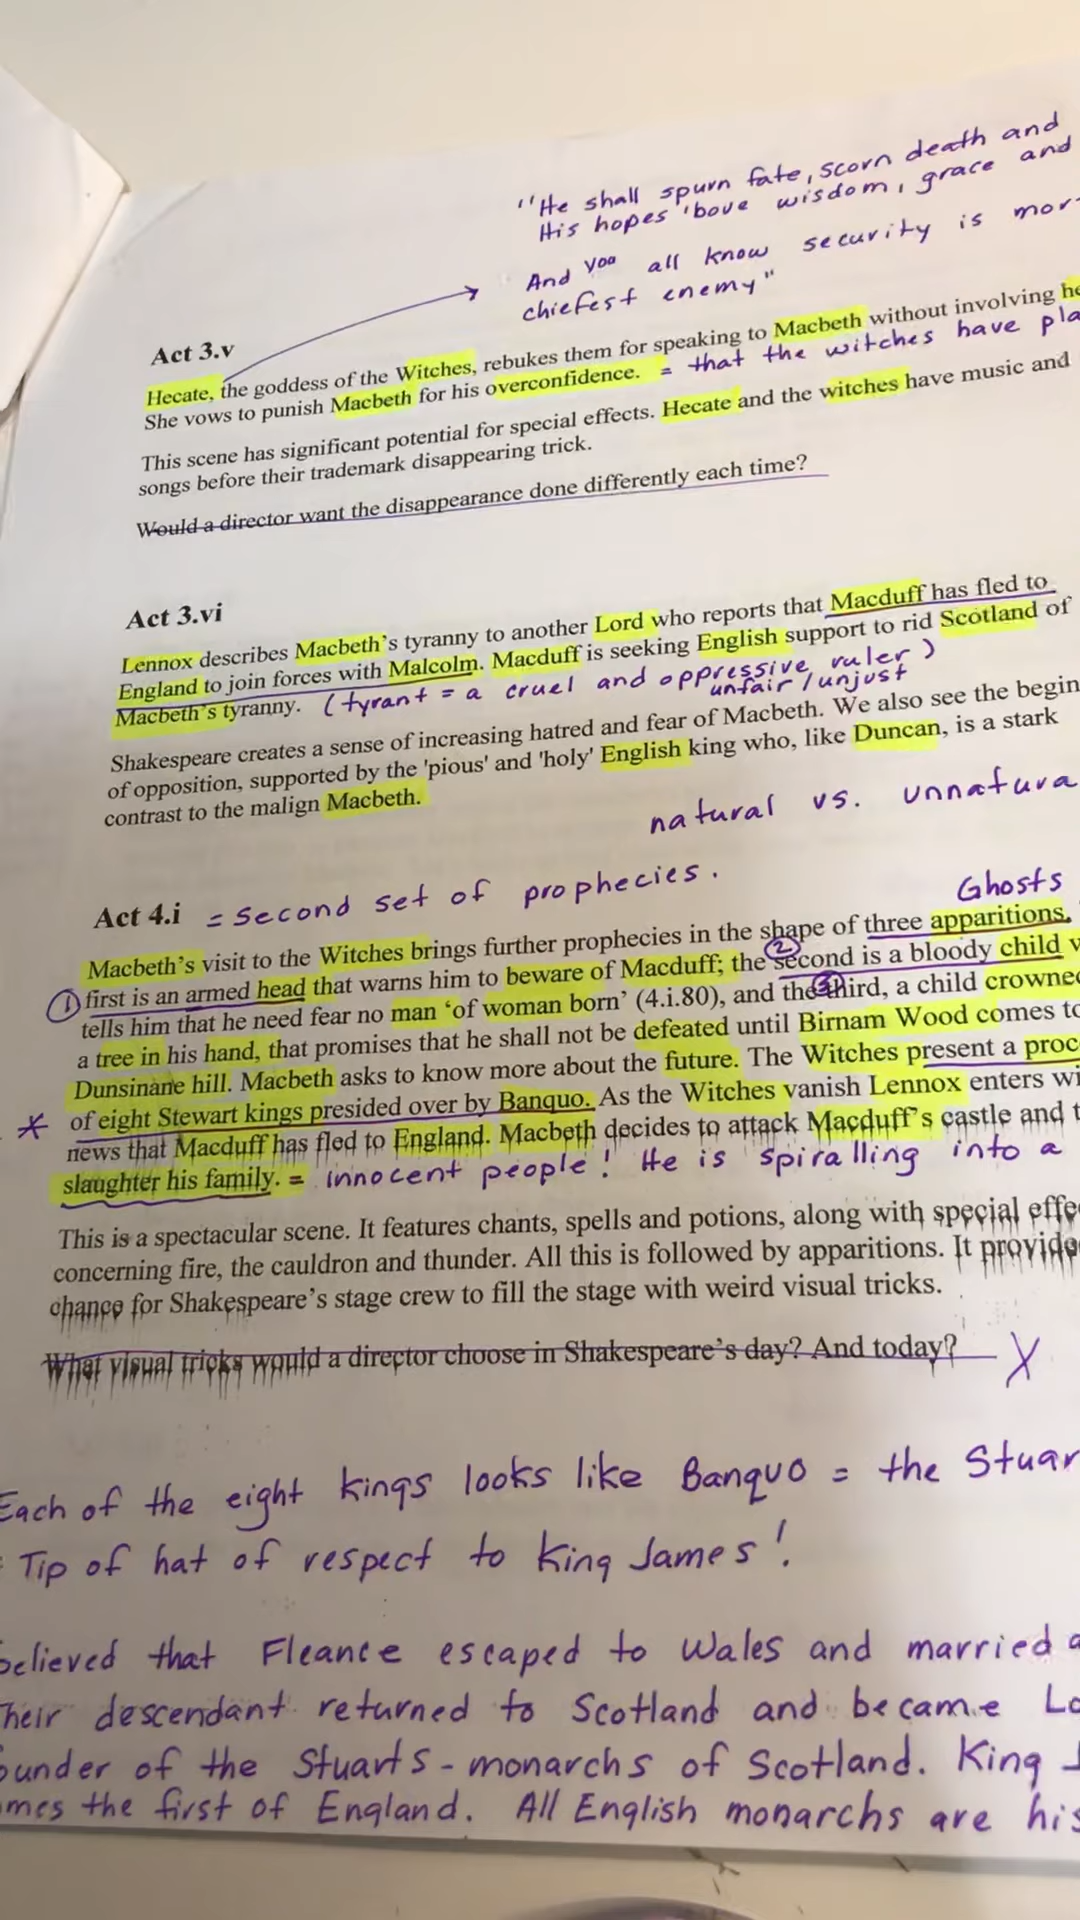 "He shall spurn fate, scorn death and
His hopes 'bove wisdom, grace and
And you all know security is mor
chiefest enemy"
Act 3.v
Hecate, the goddess of the Witches, rebukes them for speaking to Macbeth without involving he
She vows to punish Macbeth for his overconfidence. = that the witches have pla
This scene has significant potential for special effects. Hecate and the witches have music and
songs before their trademark disappearing trick.
Would a director want the disappearance done differently each time?
Act 3.vi
Lennox describes Macbeth's tyranny to another Lord who reports that Macduff has fled to
England to join forces with Malcolm. Macduff is seeking English support to rid Scotland of
Macbeth's tyranny. (tyrant = a cruel and oppressive ruler)
unfair/unjust
Shakespeare creates a sense of increasing hatred and fear of Macbeth. We also see the begin
of opposition, supported by the 'pious' and 'holy' English king who, like Duncan, is a stark
contrast to the malign Macbeth.
natural vs. unnatura
Act 4.i = second set of prophecies.
Ghosts
Macbeth's visit to the Witches brings further prophecies in the shape of three apparitions.
① first is an armed head that warns him to beware of Macduff; the ② second is a bloody child w
tells him that he need fear no man 'of woman born' (4.i.80), and the ③ third, a child crowned
a tree in his hand, that promises that he shall not be defeated until Birnam Wood comes to
Dunsinane hill. Macbeth asks to know more about the future. The Witches present a proc
* of eight Stewart kings presided over by Banquo. As the Witches vanish Lennox enters wi
news that Macduff has fled to England. Macbeth decides to attack Macduff's castle and t
slaughter his family. = innocent people! He is spiralling into a
This is a spectacular scene. It features chants, spells and potions, along with special effe
concerning fire, the cauldron and thunder. All this is followed by apparitions. It provide
chance for Shakespeare's stage crew to fill the stage with weird visual tricks.
What visual tricks would a director choose in Shakespeare's day? And today? X
Each of the eight kings looks like Banquo = the Stuar
Tip of hat of respect to King James!
believed that Fleance escaped to Wales and married a
Their descendant returned to Scotland and became Lo
ounder of the Stuarts - monarchs of Scotland. King J
mes the first of England. All English monarchs are his